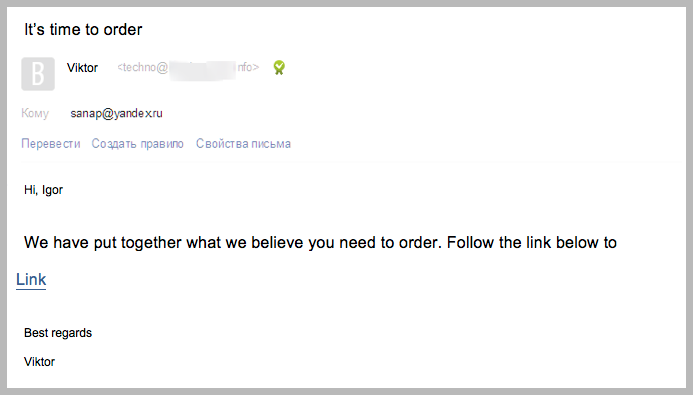 It's time to order
B Viktor <techno@ nfo>
Кому sanap@yandex.ru
Перевести Создать правило Свойства письма
Hi, Igor
We have put together what we believe you need to order. Follow the link below to
Link
Best regards
Viktor